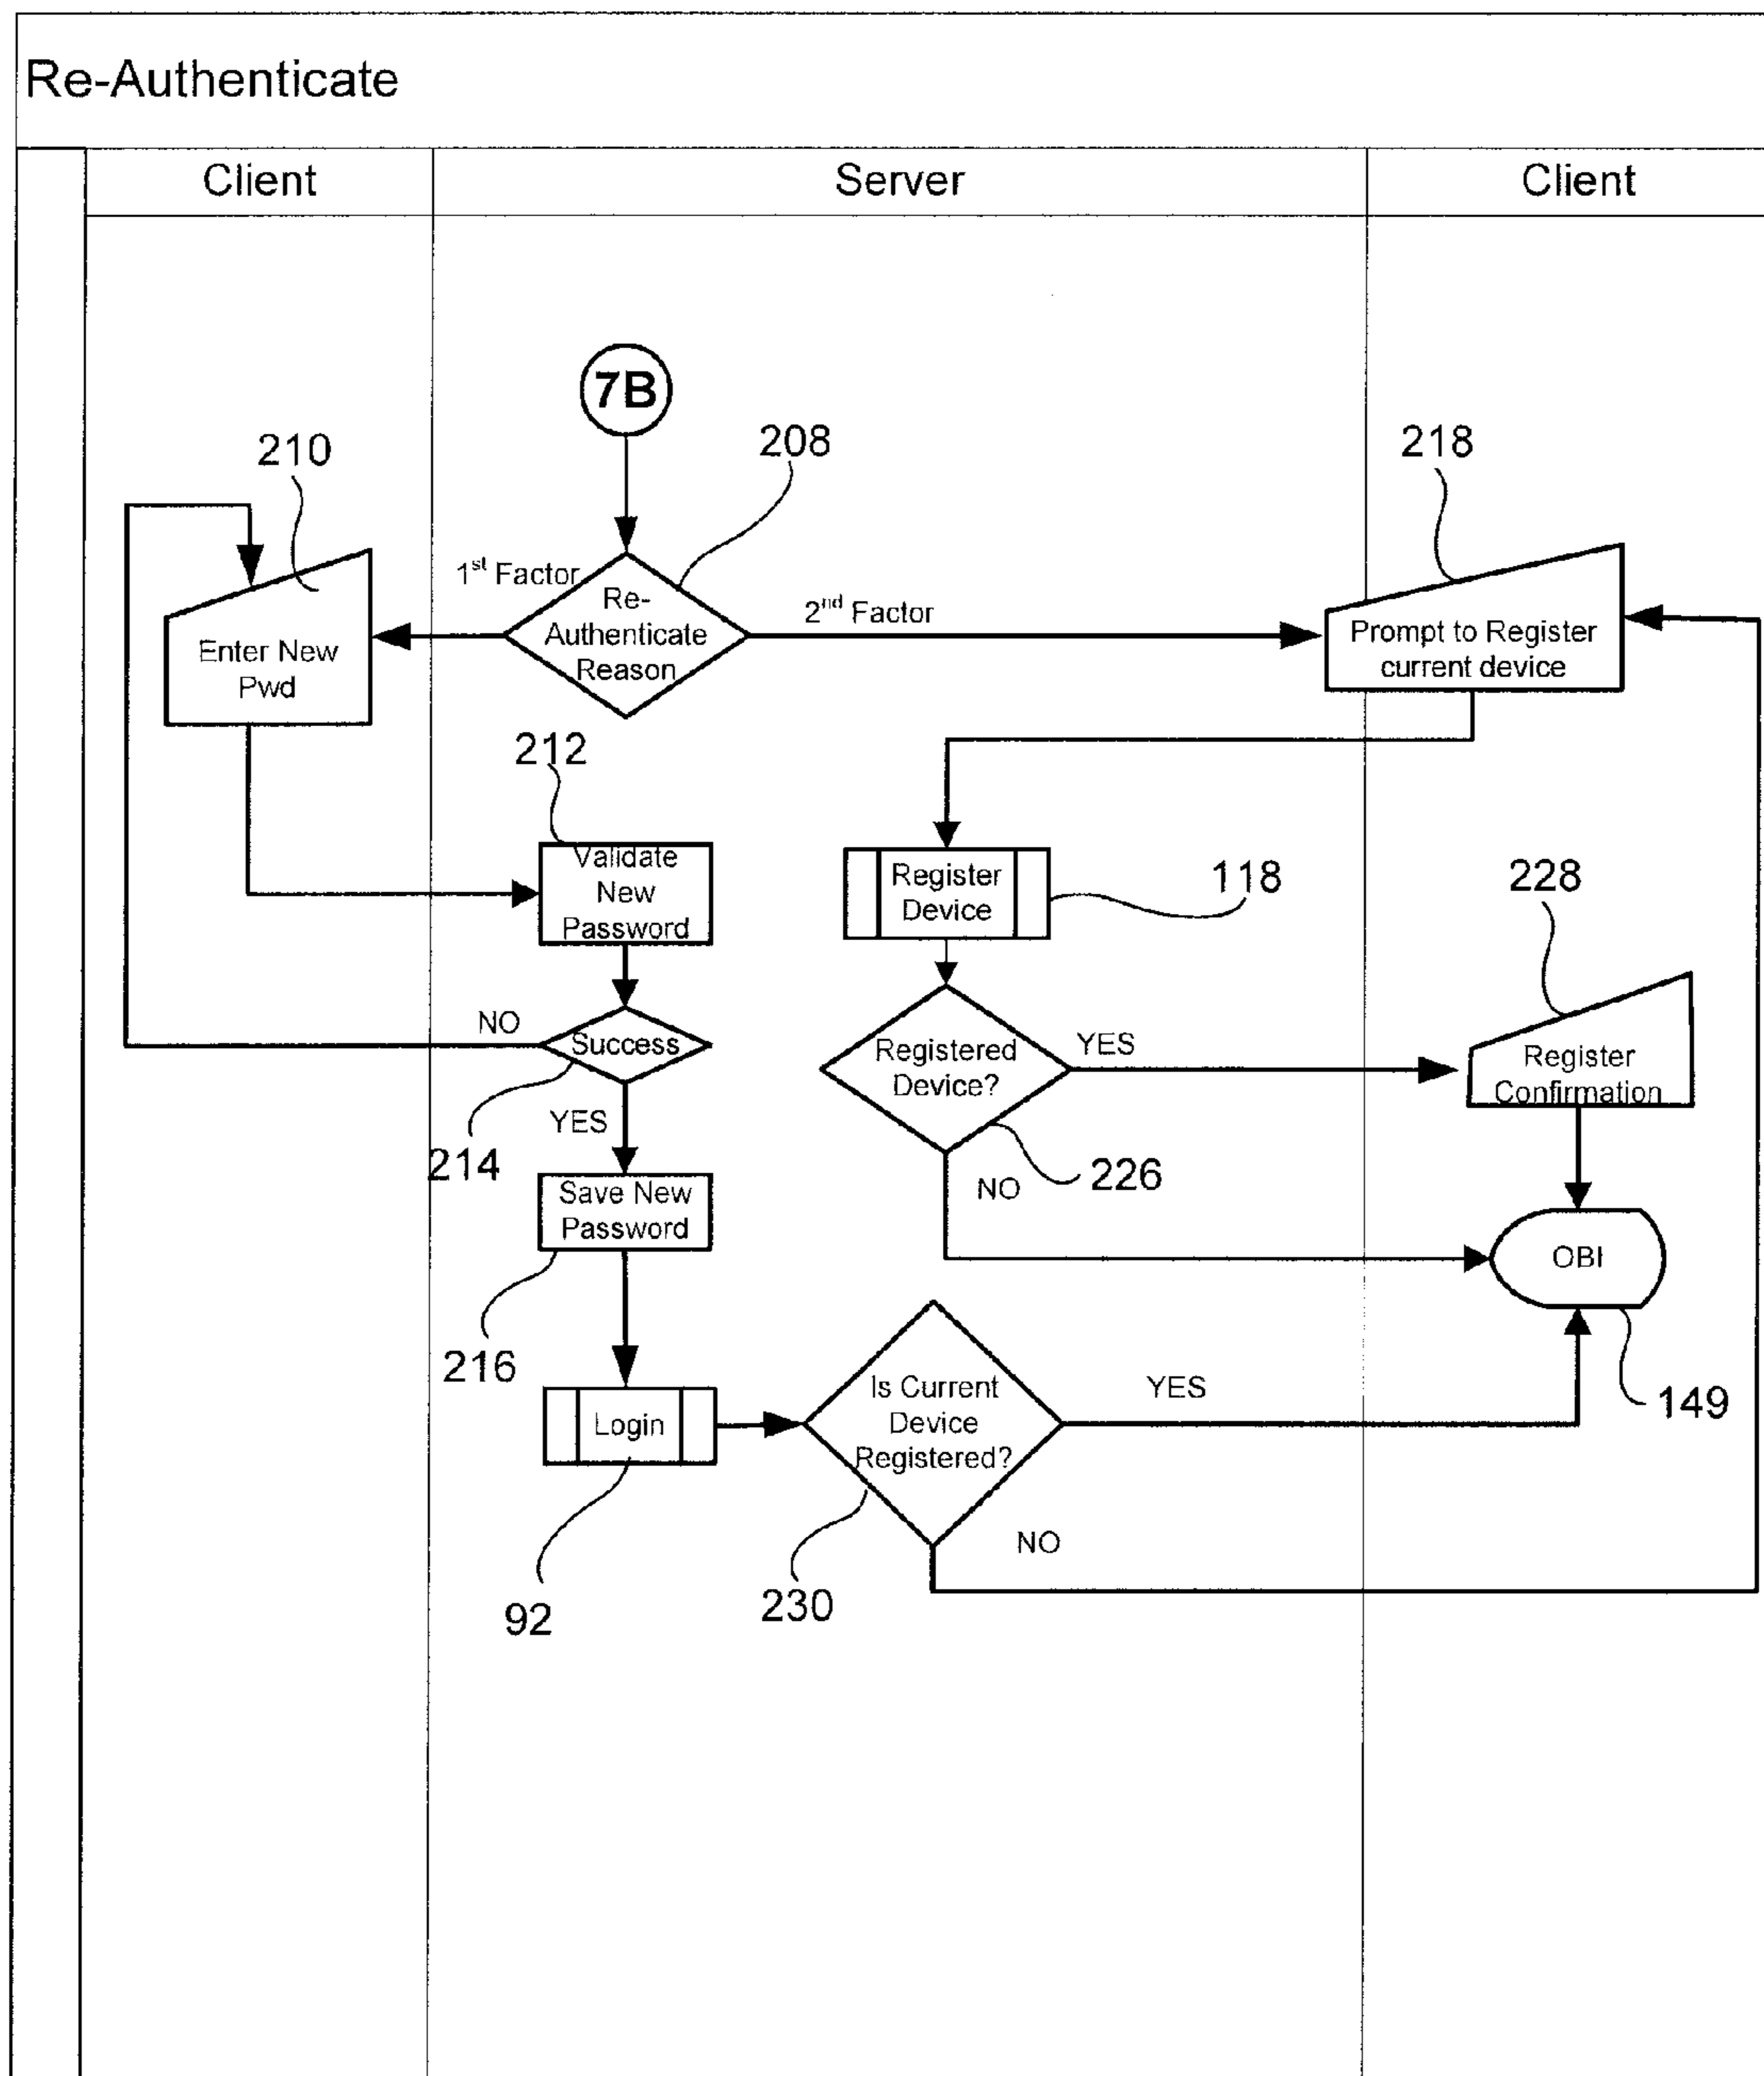 Re-Authenticate
Client
Server
Client
7B
210
208
218
1st Factor
2nd Factor
Re-
Authenticate
Reason
Enter New
Pwd
Prompt to Register
current device
212
Validate
New
Password
Register
Device
118
228
NO
Success
YES
214
Registered
Device?
YES
NO
226
Register
Confirmation
Save New
Password
216
OBI
149
Login
92
Is Current
Device
Registered?
YES
NO
230